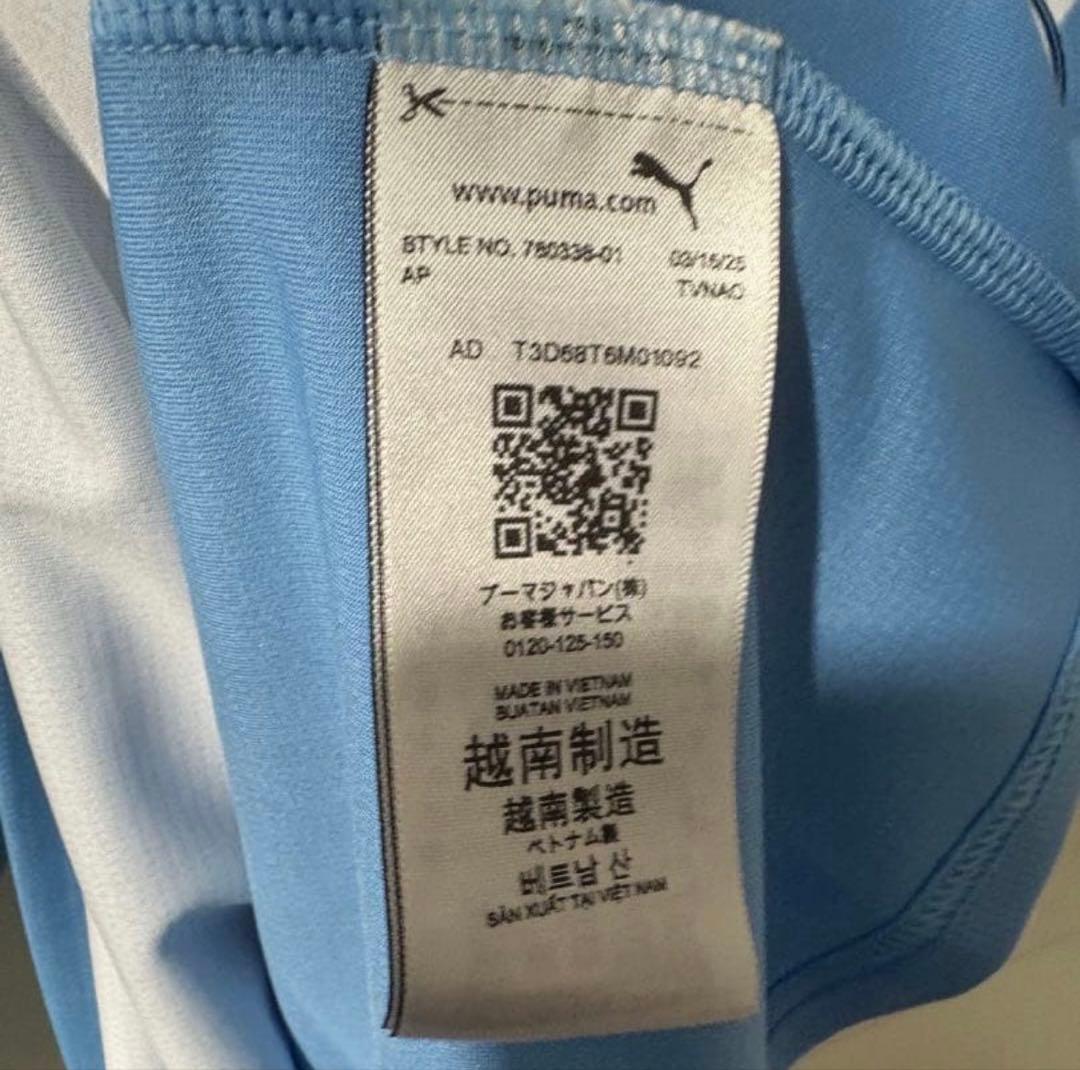 www.puma.com
STYLE NO. 780338-01 03/16/25
AP TVNAO
AD T3D68T6M01092
プーマジャパン(株)
お客様サービス
0120-125-150
MADE IN VIETNAM
BUATAN VIETNAM
越南制造
越南製造
ベトナム製
베트남 산
SẢN XUẤT TẠI VIỆT NAM